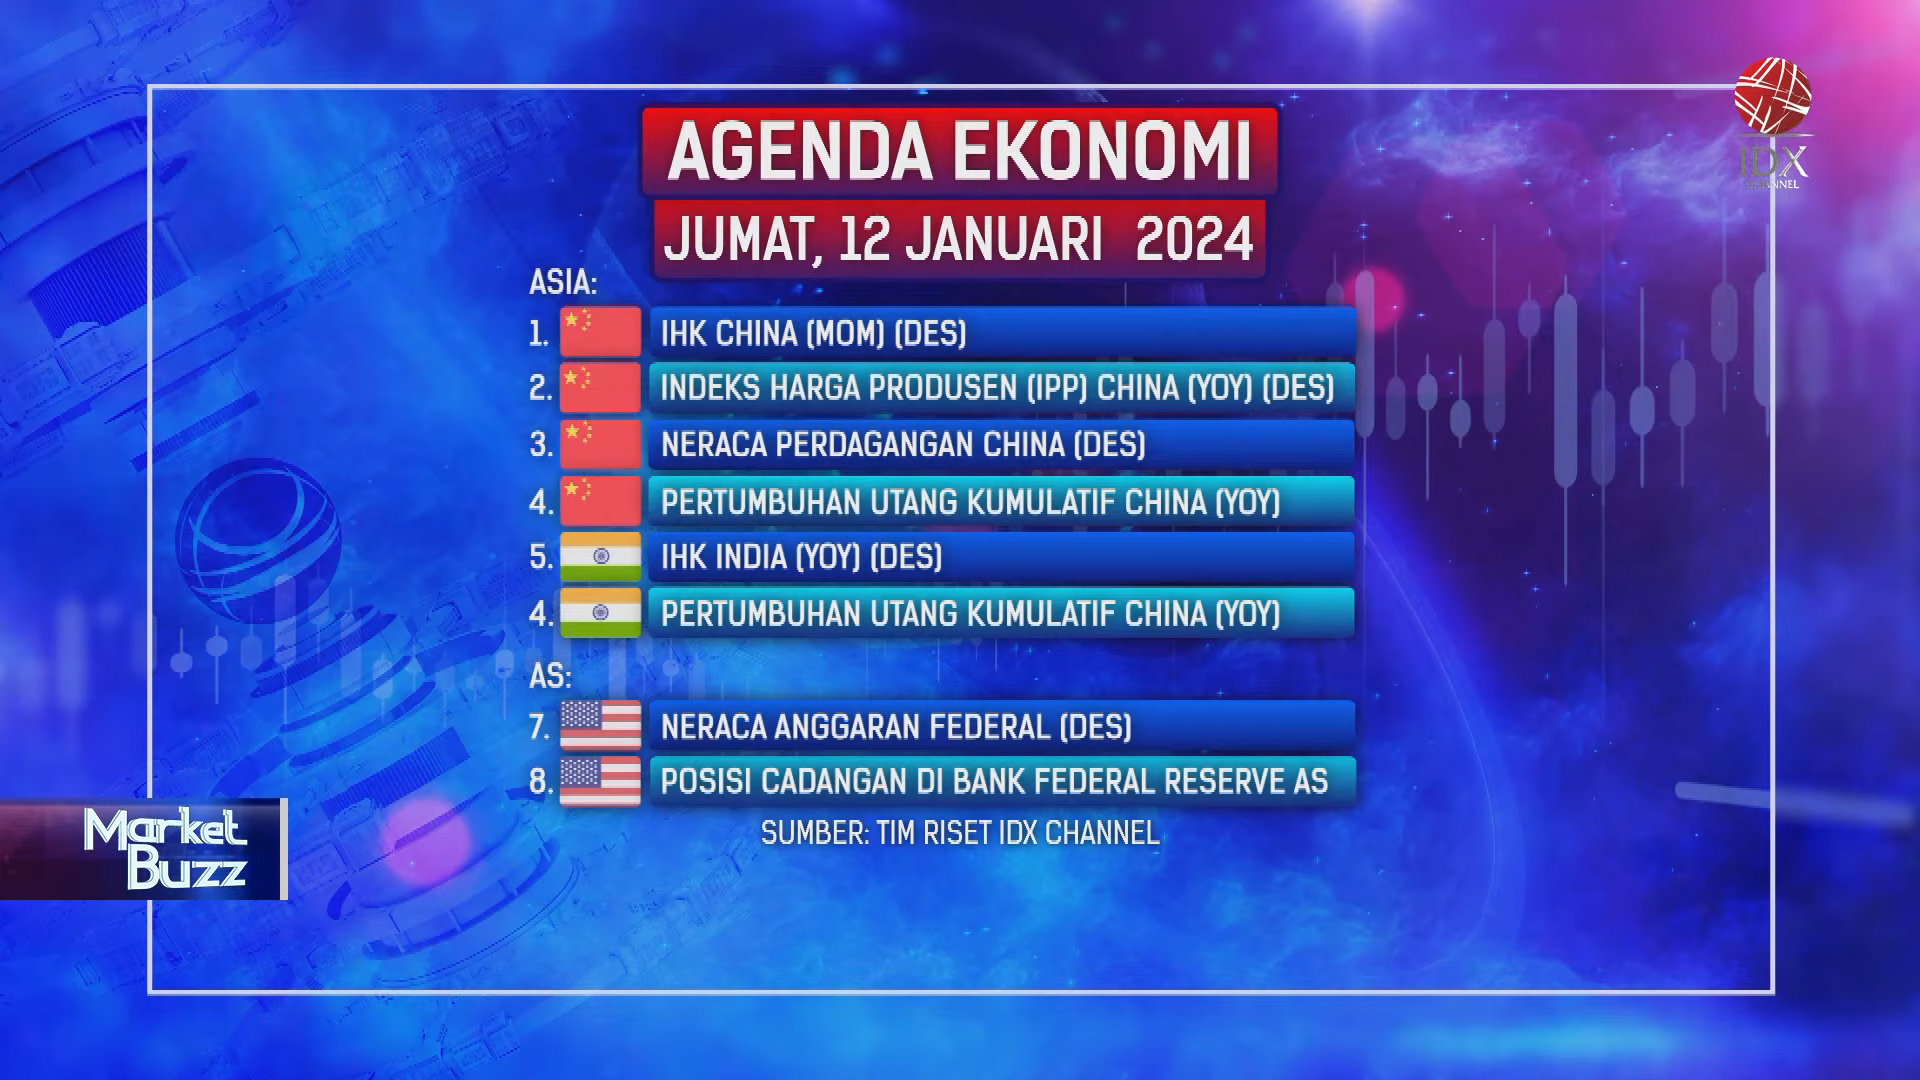 IDX
CHANNEL
AGENDA EKONOMI
JUMAT, 12 JANUARI 2024
ASIA:
1. IHK CHINA (MOM) (DES)
2. INDEKS HARGA PRODUSEN (IPP) CHINA (YOY) (DES)
3. NERACA PERDAGANGAN CHINA (DES)
4. PERTUMBUHAN UTANG KUMULATIF CHINA (YOY)
5. IHK INDIA (YOY) (DES)
4. PERTUMBUHAN UTANG KUMULATIF CHINA (YOY)
AS:
7. NERACA ANGGARAN FEDERAL (DES)
8. POSISI CADANGAN DI BANK FEDERAL RESERVE AS
SUMBER: TIM RISET IDX CHANNEL
Market
Buzz